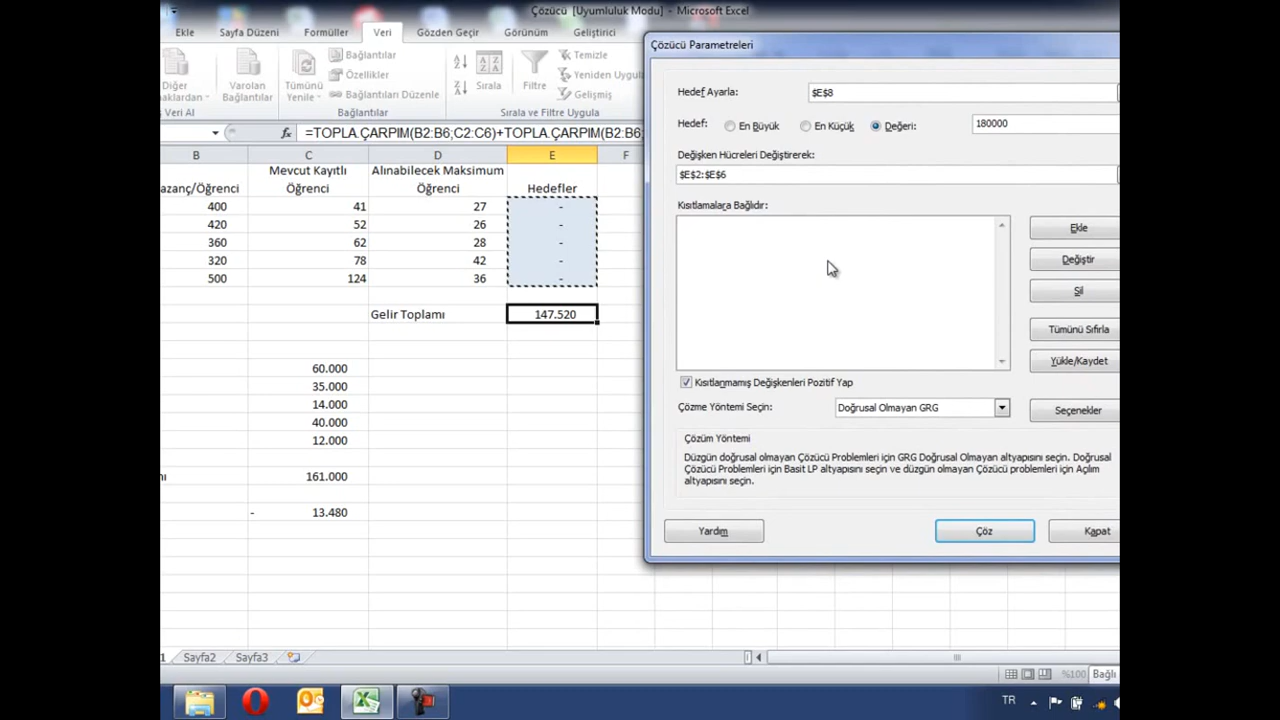 Çözücü [Uyumluluk Modu] - Microsoft Excel
Ekle Sayfa Düzeni Formüller Veri Gözden Geçir Görünüm Geliştirici
Diğer
Varolan Bağlantılar
Tümünü Yenile
Bağlantılar
Özellikler
Bağlantıları Düzenle
Sırala
Filtre
Temizle
Yeniden Uygula
Gelişmiş
Veri Al
Bağlantılar
Sırala ve Filtre Uygula
fx =TOPLA.ÇARPIM(B2:B6;C2:C6)+TOPLA.ÇARPIM(B2:B6;
B C D E F
Mevcut Kayıtlı Alınabilecek Maksimum
azanç/Öğrenci Öğrenci Öğrenci Hedefler
400 41 27 -
420 52 26 -
360 62 28 -
320 78 42 -
500 124 36 -
Gelir Toplamı 147.520
60.000
35.000
14.000
40.000
12.000
161.000
- 13.480
Çözücü Parametreleri
Hedef Ayarla: $E$8
Hedef: En Büyük En Küçük Değeri: 180000
Değişken Hücreleri Değiştirerek:
$E$2:$E$6
Kısıtlamalara Bağlıdır:
Ekle
Değiştir
Sil
Tümünü Sıfırla
Yükle/Kaydet
Kısıtlanmamış Değişkenleri Pozitif Yap
Çözme Yöntemi Seçin: Doğrusal Olmayan GRG Seçenekler
Çözüm Yöntemi
Düzgün doğrusal olmayan Çözücü Problemleri için GRG Doğrusal Olmayan altyapısını seçin. Doğrusal
Çözücü Problemleri için Basit LP altyapısını seçin ve düzgün olmayan Çözücü problemleri için Açılım
altyapısını seçin.
Yardım Çöz Kapat
Sayfa2 Sayfa3
%100 Bağlı
TR